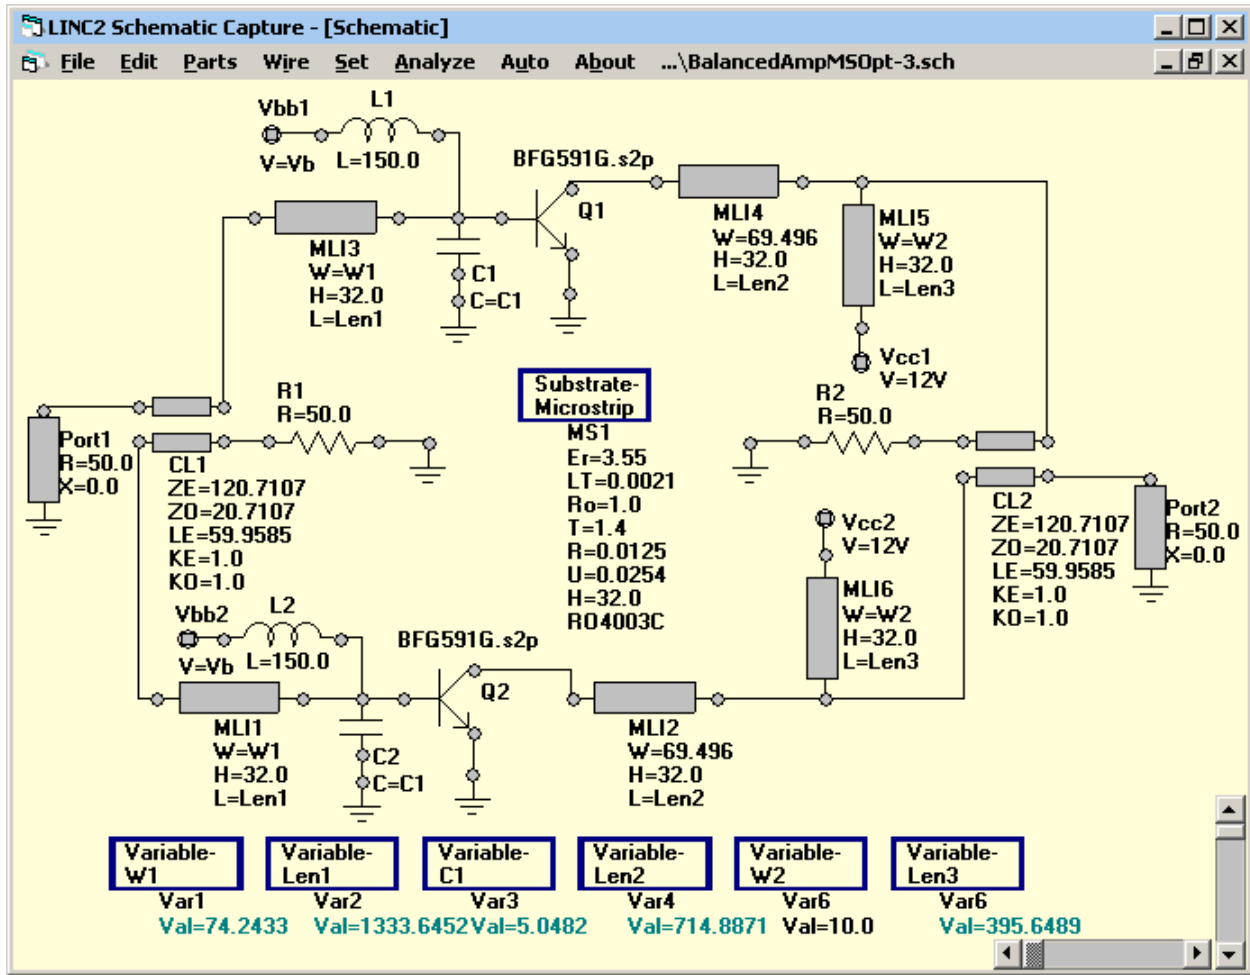 LINC2 Schematic Capture - [Schematic]
File Edit Parts Wire Set Analyze Auto About ...\BalancedAmpMSOpt-3.sch
Vbb1
V=Vb
L1
L=150.0
BFG591G.s2p
Q1
MLI3
W=W1
H=32.0
L=Len1
C1
C=C1
MLI4
W=69.496
H=32.0
L=Len2
MLI5
W=W2
H=32.0
L=Len3
Vcc1
V=12V
Port1
R=50.0
X=0.0
R1
R=50.0
CL1
ZE=120.7107
ZO=20.7107
LE=59.9585
KE=1.0
KO=1.0
Substrate-
Microstrip
MS1
Er=3.55
LT=0.0021
Ro=1.0
T=1.4
R=0.0125
U=0.0254
H=32.0
RO4003C
R2
R=50.0
CL2
ZE=120.7107
ZO=20.7107
LE=59.9585
KE=1.0
KO=1.0
Port2
R=50.0
X=0.0
Vcc2
V=12V
MLI6
W=W2
H=32.0
L=Len3
Vbb2
V=Vb
L2
L=150.0
BFG591G.s2p
Q2
MLI1
W=W1
H=32.0
L=Len1
C2
C=C1
MLI2
W=69.496
H=32.0
L=Len2
Variable-
W1
Var1
Val=74.2433
Variable-
Len1
Var2
Val=1333.6452
Variable-
C1
Var3
Val=5.0482
Variable-
Len2
Var4
Val=714.8871
Variable-
W2
Var6
Val=10.0
Variable-
Len3
Var6
Val=395.6489